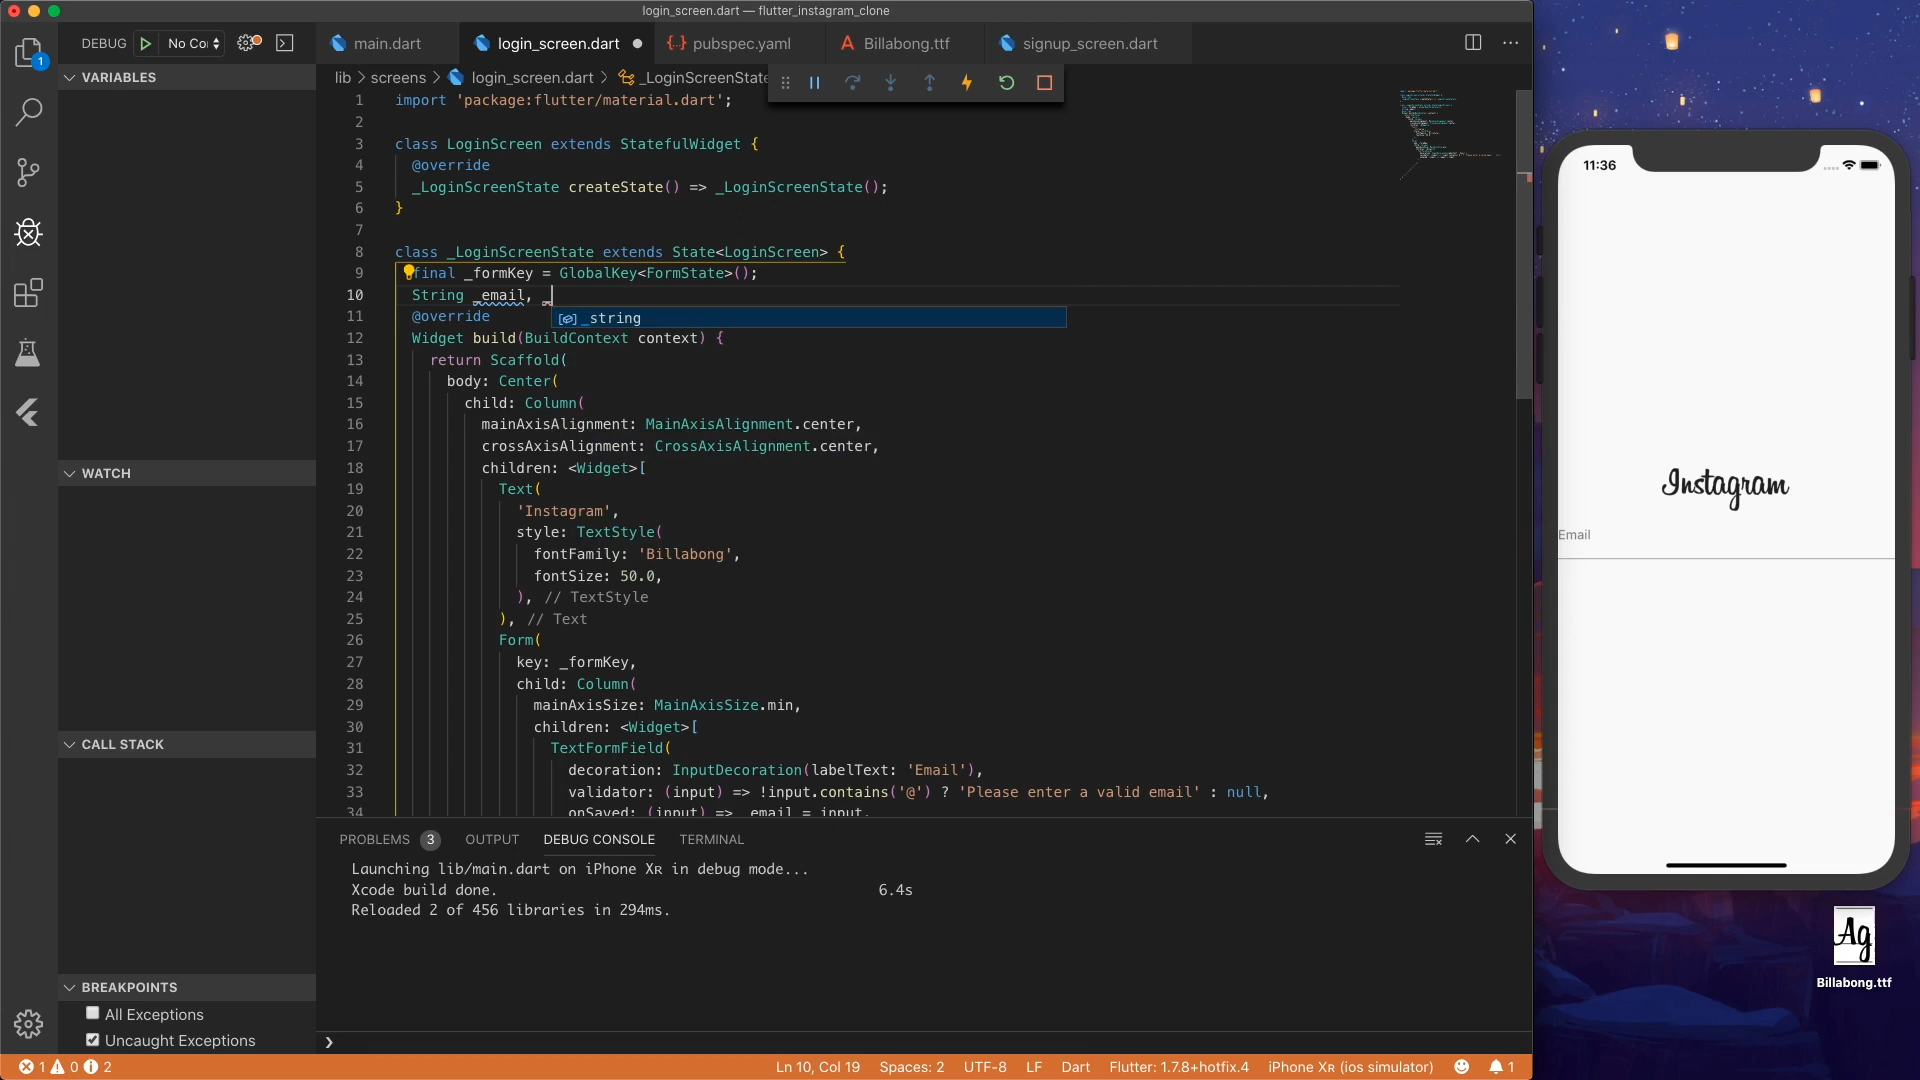 login_screen.dart — flutter_instagram_clone
DEBUG No Co
main.dart
login_screen.dart
pubspec.yaml
Billabong.ttf
signup_screen.dart
1
VARIABLES
lib > screens > login_screen.dart > _LoginScreenState
1 import 'package:flutter/material.dart';
2
3 class LoginScreen extends StatefulWidget {
4 @override
5 _LoginScreenState createState() => _LoginScreenState();
6 }
7
8 class _LoginScreenState extends State<LoginScreen> {
9 final _formKey = GlobalKey<FormState>();
10 String _email, _
_string
11 @override
12 Widget build(BuildContext context) {
13 return Scaffold(
14 body: Center(
15 child: Column(
16 mainAxisAlignment: MainAxisAlignment.center,
17 crossAxisAlignment: CrossAxisAlignment.center,
18 children: <Widget>[
19 Text(
20 'Instagram',
21 style: TextStyle(
22 fontFamily: 'Billabong',
23 fontSize: 50.0,
24 ), // TextStyle
25 ), // Text
26 Form(
27 key: _formKey,
28 child: Column(
29 mainAxisSize: MainAxisSize.min,
30 children: <Widget>[
31 TextFormField(
32 decoration: InputDecoration(labelText: 'Email'),
33 validator: (input) => !input.contains('@') ? 'Please enter a valid email' : null,
34 onSaved: (input) => _email = input,
WATCH
CALL STACK
BREAKPOINTS
All Exceptions
Uncaught Exceptions
PROBLEMS 3 OUTPUT DEBUG CONSOLE TERMINAL
Launching lib/main.dart on iPhone Xʀ in debug mode...
Xcode build done. 6.4s
Reloaded 2 of 456 libraries in 294ms.
1 0 2
Ln 10, Col 19 Spaces: 2 UTF-8 LF Dart Flutter: 1.7.8+hotfix.4 iPhone Xʀ (ios simulator) 1
11:36
Instagram
Email
Ag
Billabong.ttf